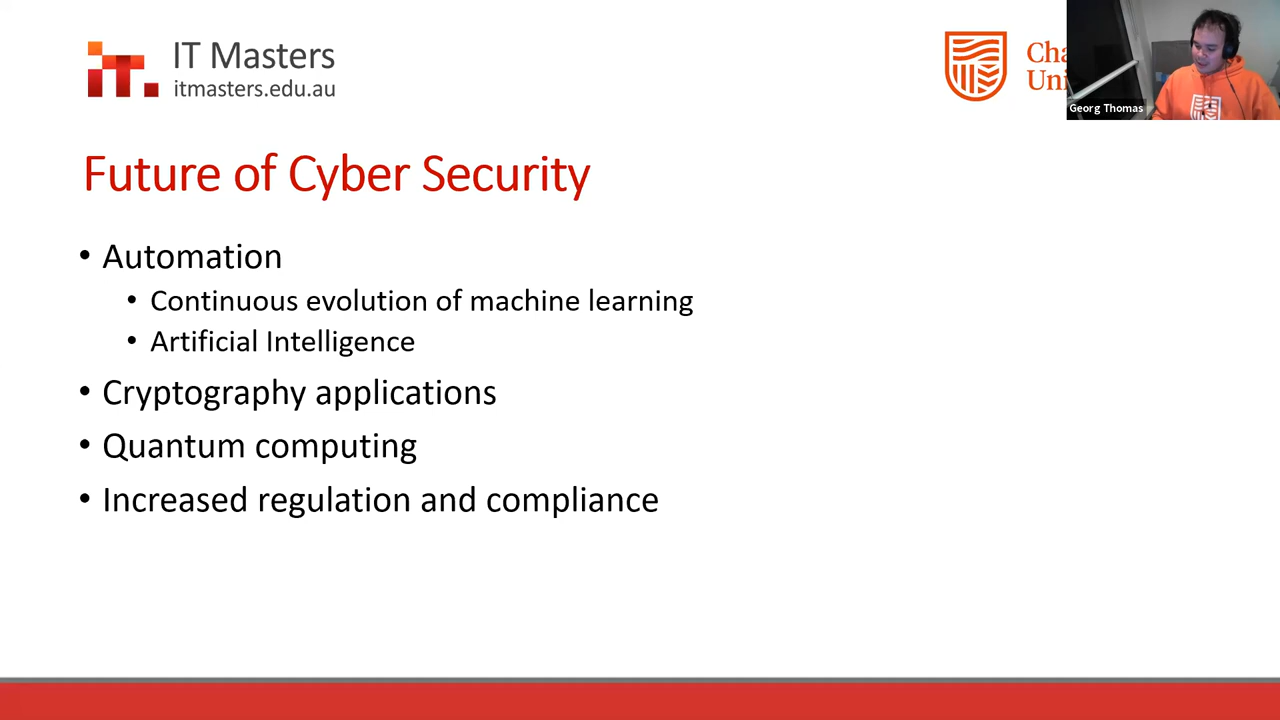 IT Masters
itmasters.edu.au
Georg Thomas
Future of Cyber Security
• Automation
• Continuous evolution of machine learning
• Artificial Intelligence
• Cryptography applications
• Quantum computing
• Increased regulation and compliance